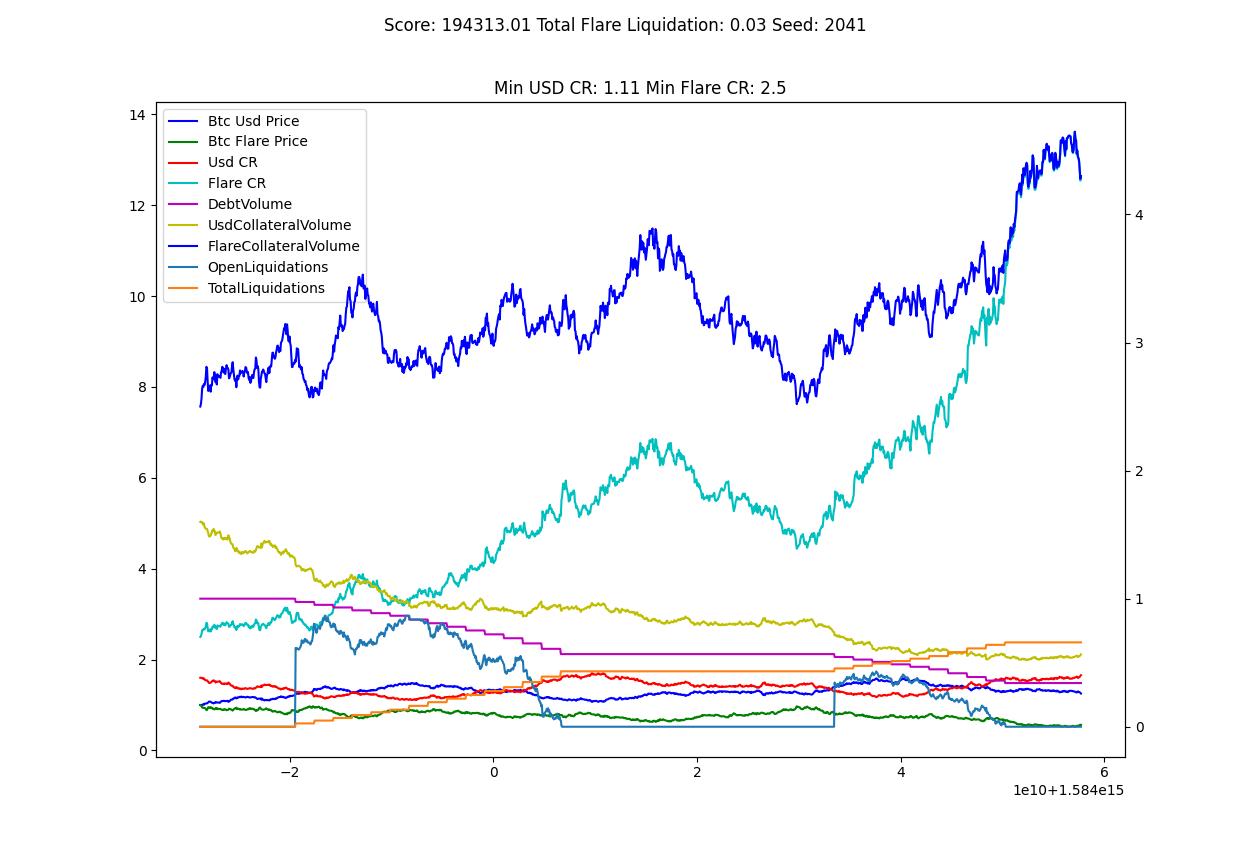 Score: 194313.01 Total Flare Liquidation: 0.03 Seed: 2041
Min USD CR: 1.11 Min Flare CR: 2.5
Btc Usd Price
Btc Flare Price
Usd CR
Flare CR
DebtVolume
UsdCollateralVolume
FlareCollateralVolume
OpenLiquidations
TotalLiquidations
14
12
10
8
6
4
2
0
4
3
2
1
0
−2
0
2
4
6
1e10+1.584e15